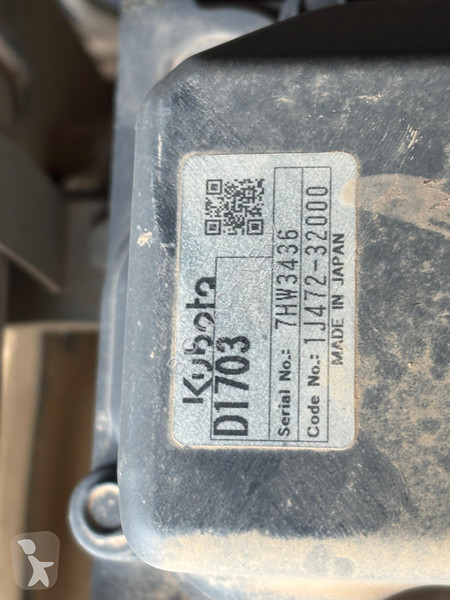 Kubota
D1703
Serial No.: 7HW3436
Code No.: 1J472-32000
MADE IN JAPAN